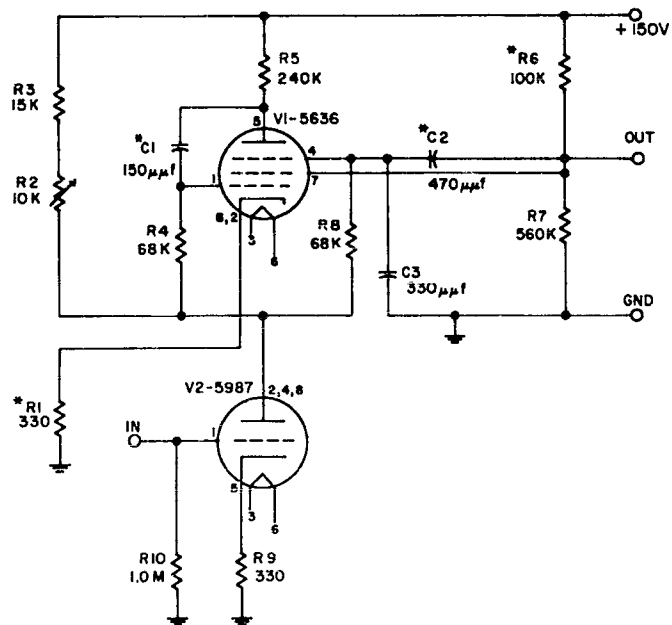 +150V
R5
240K
*R6
100K
R3
15K
5
V1-5636
*C1
150μμf
4
*C2
OUT
R2
10K
1
7
470μμf
R4
68K
8,2
3
6
R8
68K
R7
560K
C3
330μμf
GND
V2-5987
2,4,8
*R1
330
IN
1
5
3
6
R10
1.0M
R9
330